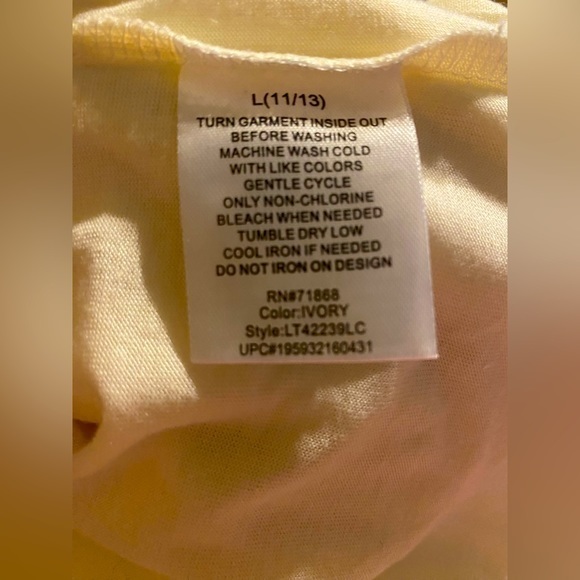 L(11/13)
TURN GARMENT INSIDE OUT
BEFORE WASHING
MACHINE WASH COLD
WITH LIKE COLORS
GENTLE CYCLE
ONLY NON-CHLORINE
BLEACH WHEN NEEDED
TUMBLE DRY LOW
COOL IRON IF NEEDED
DO NOT IRON ON DESIGN
RN#71868
Color:IVORY
Style:LT42239LC
UPC#195932160431